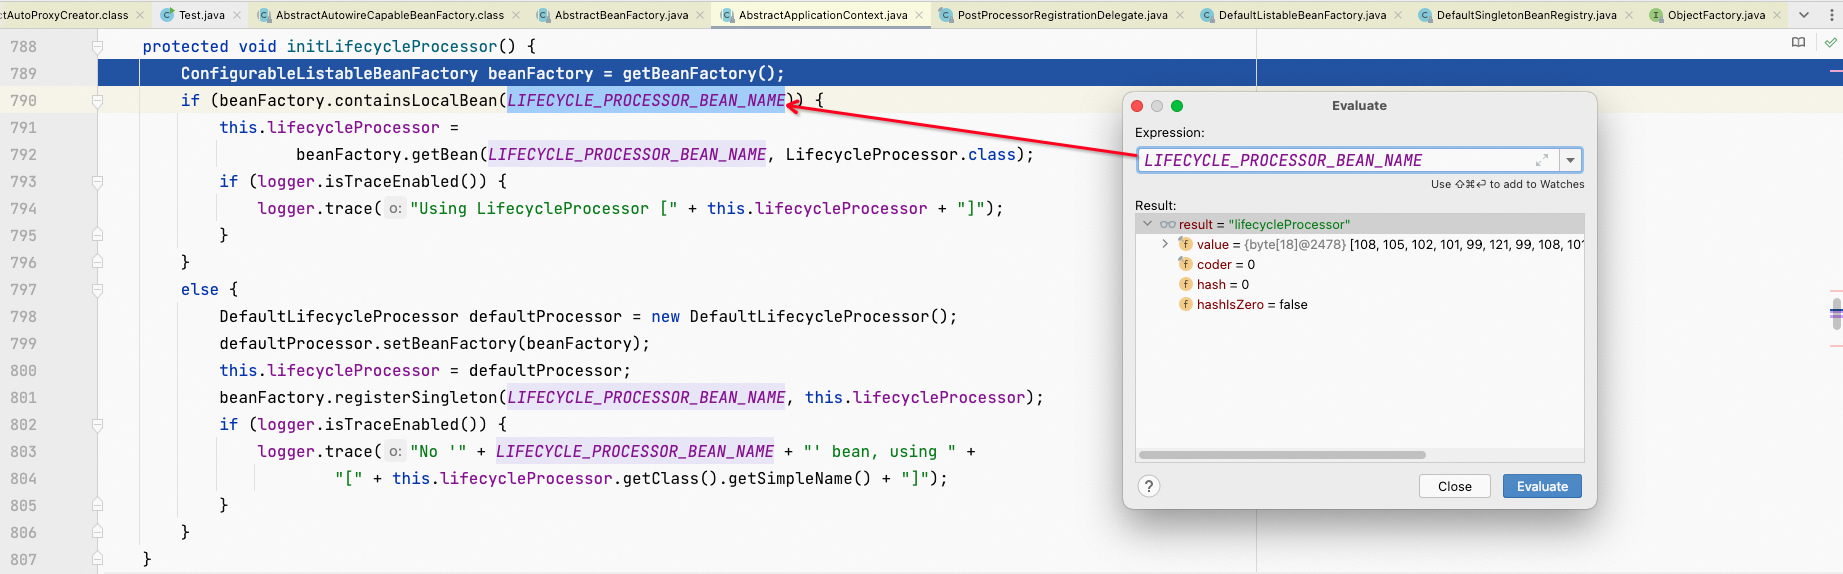 tAutoProxyCreator.class Test.java AbstractAutowireCapableBeanFactory.class AbstractBeanFactory.java AbstractApplicationContext.java PostProcessorRegistrationDelegate.java DefaultListableBeanFactory.java DefaultSingletonBeanRegistry.java ObjectFactory.java
788 protected void initLifecycleProcessor() {
789 ConfigurableListableBeanFactory beanFactory = getBeanFactory();
790 if (beanFactory.containsLocalBean(LIFECYCLE_PROCESSOR_BEAN_NAME)) {
791 this.lifecycleProcessor =
792 beanFactory.getBean(LIFECYCLE_PROCESSOR_BEAN_NAME, LifecycleProcessor.class);
793 if (logger.isTraceEnabled()) {
794 logger.trace( o: "Using LifecycleProcessor [" + this.lifecycleProcessor + "]");
795 }
796 }
797 else {
798 DefaultLifecycleProcessor defaultProcessor = new DefaultLifecycleProcessor();
799 defaultProcessor.setBeanFactory(beanFactory);
800 this.lifecycleProcessor = defaultProcessor;
801 beanFactory.registerSingleton(LIFECYCLE_PROCESSOR_BEAN_NAME, this.lifecycleProcessor);
802 if (logger.isTraceEnabled()) {
803 logger.trace( o: "No '" + LIFECYCLE_PROCESSOR_BEAN_NAME + "' bean, using " +
804 "[" + this.lifecycleProcessor.getClass().getSimpleName() + "]");
805 }
806 }
807 }
Evaluate
Expression:
LIFECYCLE_PROCESSOR_BEAN_NAME
Use ⇧⌘⏎ to add to Watches
Result:
result = "lifecycleProcessor"
f value = {byte[18]@2478} [108, 105, 102, 101, 99, 121, 99, 108, 10
f coder = 0
f hash = 0
f hashIsZero = false
? Close Evaluate